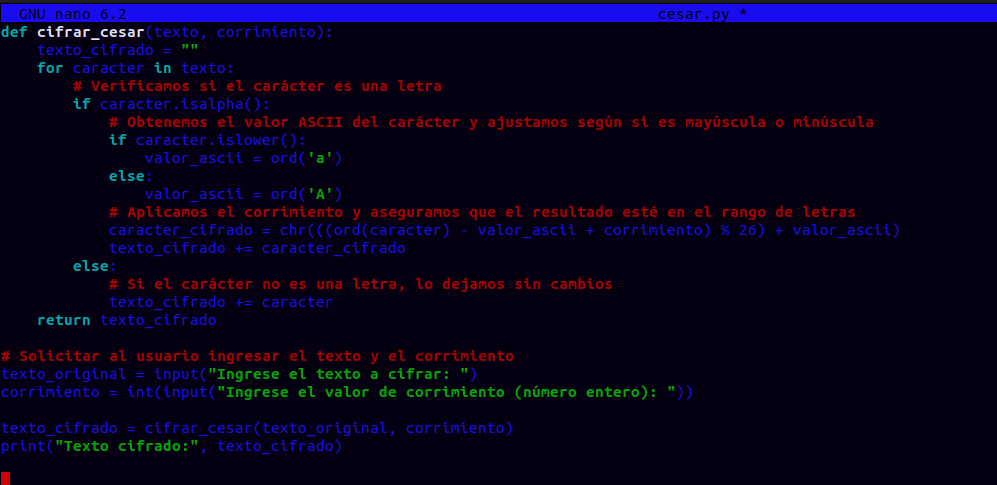 GNU nano 6.2 cesar.py *
def cifrar_cesar(texto, corrimiento):
    texto_cifrado = ""
    for caracter in texto:
        # Verificamos si el carácter es una letra
        if caracter.isalpha():
            # Obtenemos el valor ASCII del carácter y ajustamos según si es mayúscula o minúscula
            if caracter.islower():
                valor_ascii = ord('a')
            else:
                valor_ascii = ord('A')
            # Aplicamos el corrimiento y aseguramos que el resultado esté en el rango de letras
            caracter_cifrado = chr(((ord(caracter) - valor_ascii + corrimiento) % 26) + valor_ascii)
            texto_cifrado += caracter_cifrado
        else:
            # Si el carácter no es una letra, lo dejamos sin cambios
            texto_cifrado += caracter
    return texto_cifrado

# Solicitar al usuario ingresar el texto y el corrimiento
texto_original = input("Ingrese el texto a cifrar: ")
corrimiento = int(input("Ingrese el valor de corrimiento (número entero): "))

texto_cifrado = cifrar_cesar(texto_original, corrimiento)
print("Texto cifrado:", texto_cifrado)